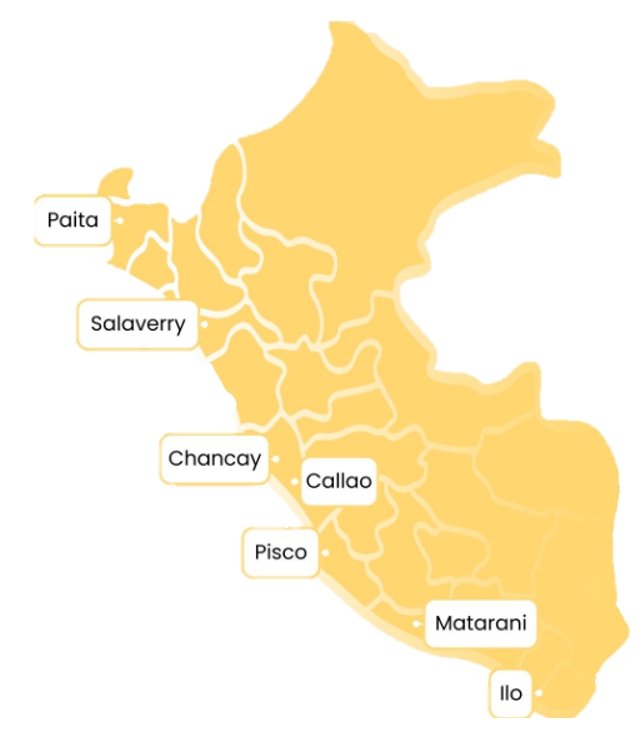 Paita
Salaverry
Chancay
Callao
Pisco
Matarani
Ilo